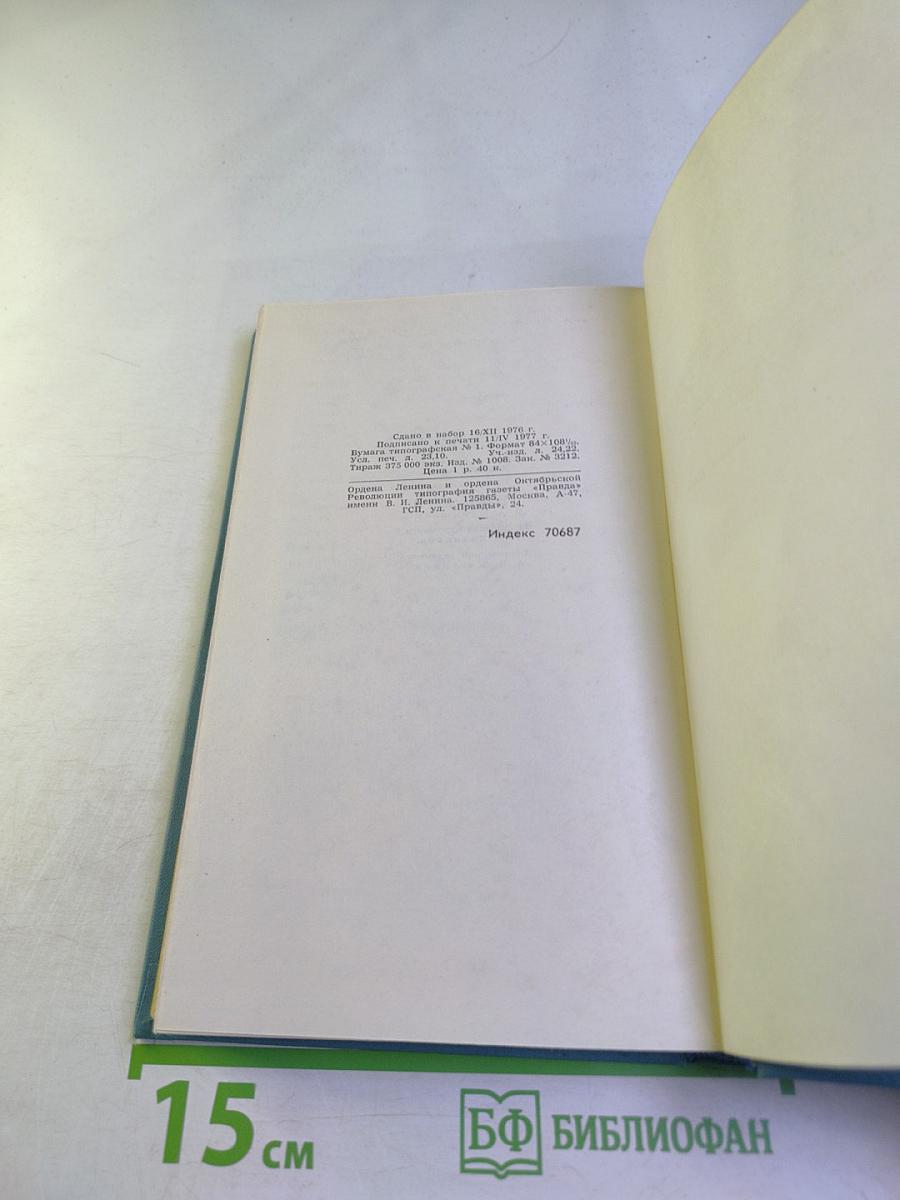 Сдано в набор 16/XII 1976 г.
Подписано к печати 11/IV 1977 г.
Бумага типографская № 1. Формат 84×108¹/₃₂.
Усл. печ. л. 23,10. Уч.-изд. л. 24,22.
Тираж 375 000 экз. Изд. № 1008. Зак. № 3212.
Цена 1 р. 40 к.
Ордена Ленина и ордена Октябрьской
Революции типография газеты «Правда»
имени В. И. Ленина. 125865, Москва, А-47,
ГСП, ул. «Правды», 24.
Индекс 70687
15 см
БФ БИБЛИОФАН